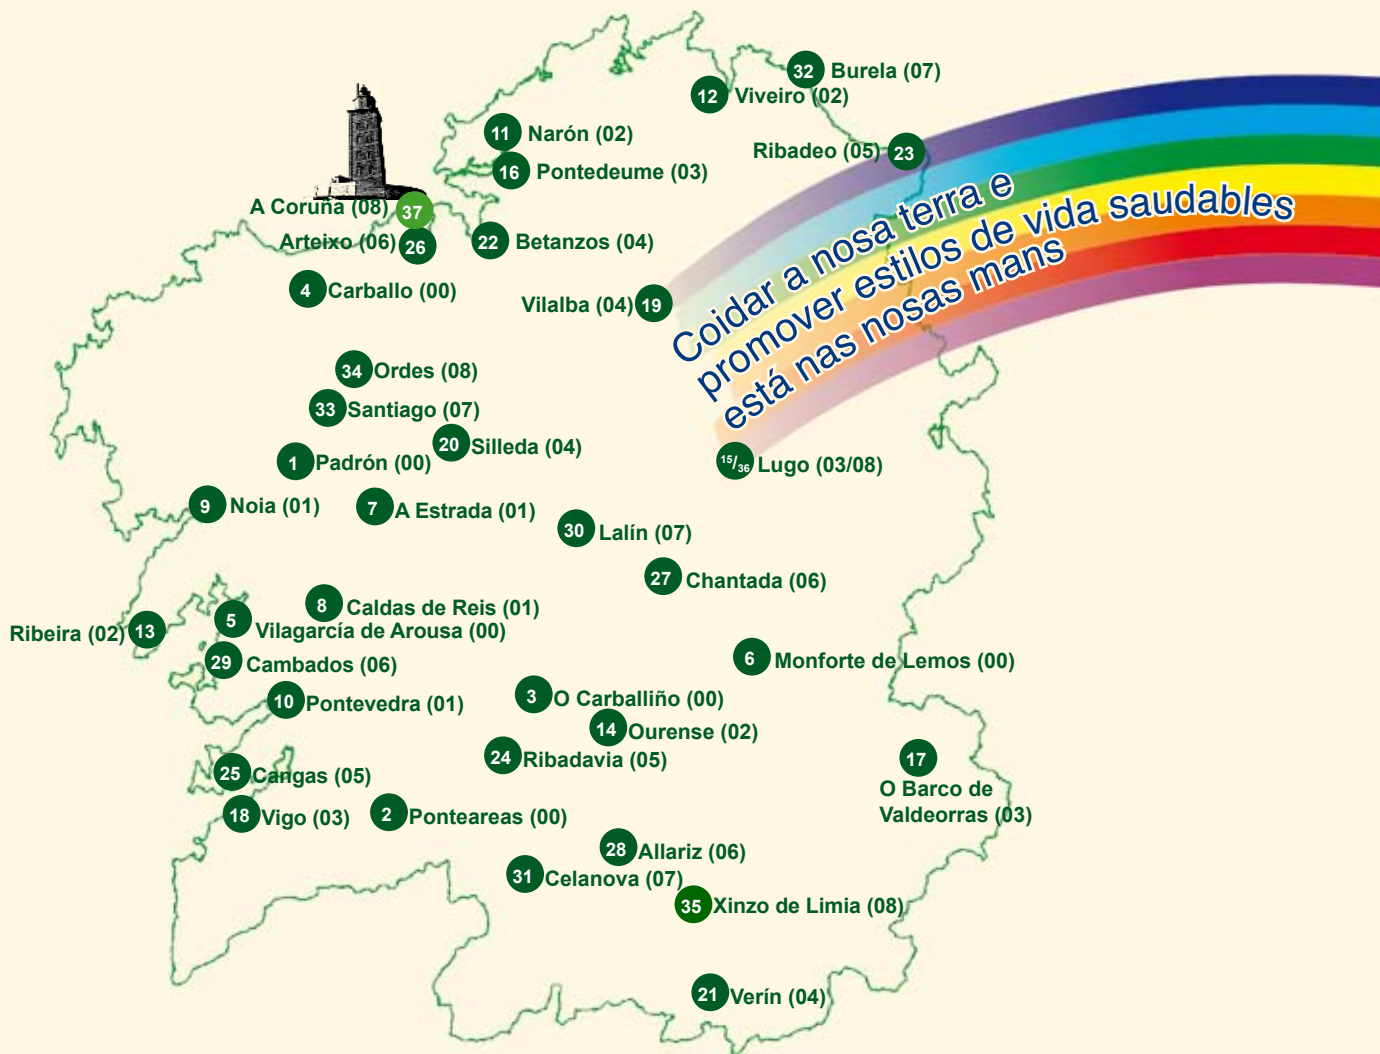 32 Burela (07)
12 Viveiro (02)
11 Narón (02)
Ribadeo (05) 23
16 Pontedeume (03)
A Coruña (08) 37
Arteixo (06) 26
22 Betanzos (04)
4 Carballo (00)
Vilalba (04) 19
Coidar a nosa terra e
promover estilos de vida saudables
está nas nosas mans
34 Ordes (08)
33 Santiago (07)
20 Silleda (04)
1 Padrón (00)
15/36 Lugo (03/08)
9 Noia (01)
7 A Estrada (01)
30 Lalín (07)
27 Chantada (06)
8 Caldas de Reis (01)
Ribeira (02) 13
5 Vilagarcía de Arousa (00)
29 Cambados (06)
6 Monforte de Lemos (00)
10 Pontevedra (01)
3 O Carballiño (00)
14 Ourense (02)
24 Ribadavia (05)
25 Cangas (05)
17
O Barco de
Valdeorras (03)
18 Vigo (03)
2 Ponteareas (00)
28 Allariz (06)
31 Celanova (07)
35 Xinzo de Limia (08)
21 Verín (04)